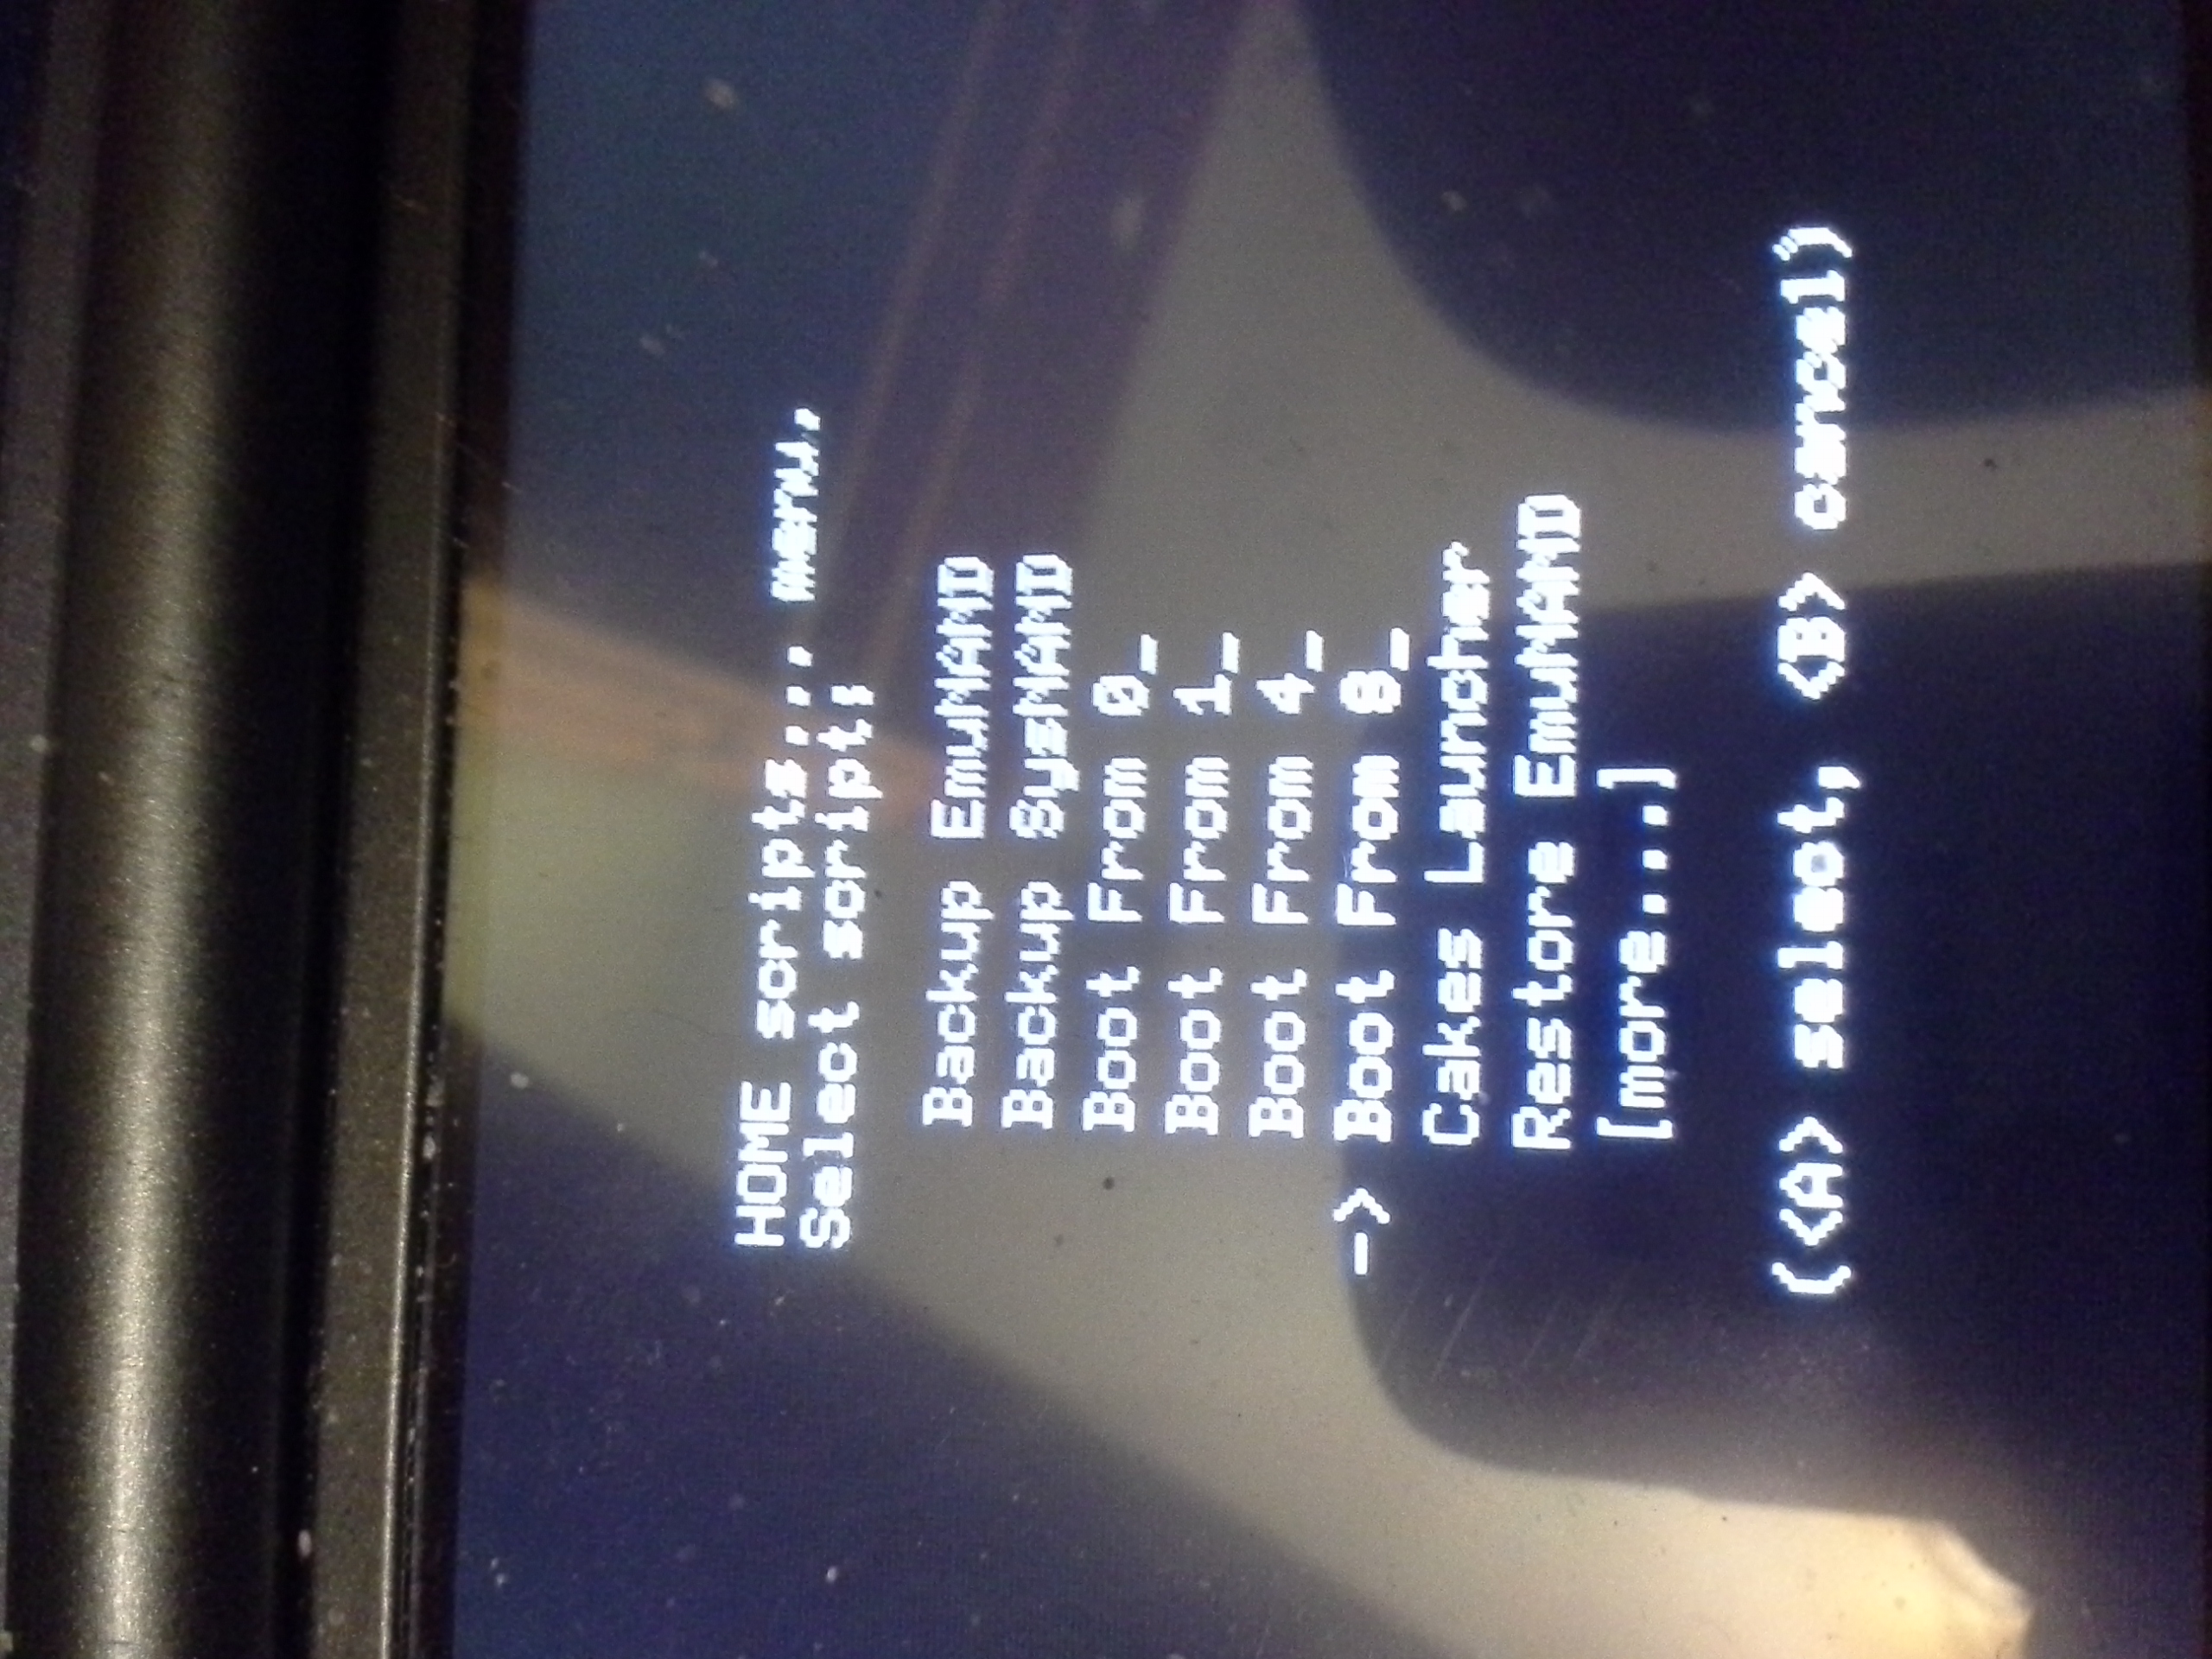 HOME scripts... menu.
Select script:
Backup EmuNAND
Backup SysNAND
Boot From 0_
Boot From 1_
Boot From 4_
-> Boot From 8_
Cakes Launcher
Restore EmuNAND
[more...]
(<A> select, <B> cancel)